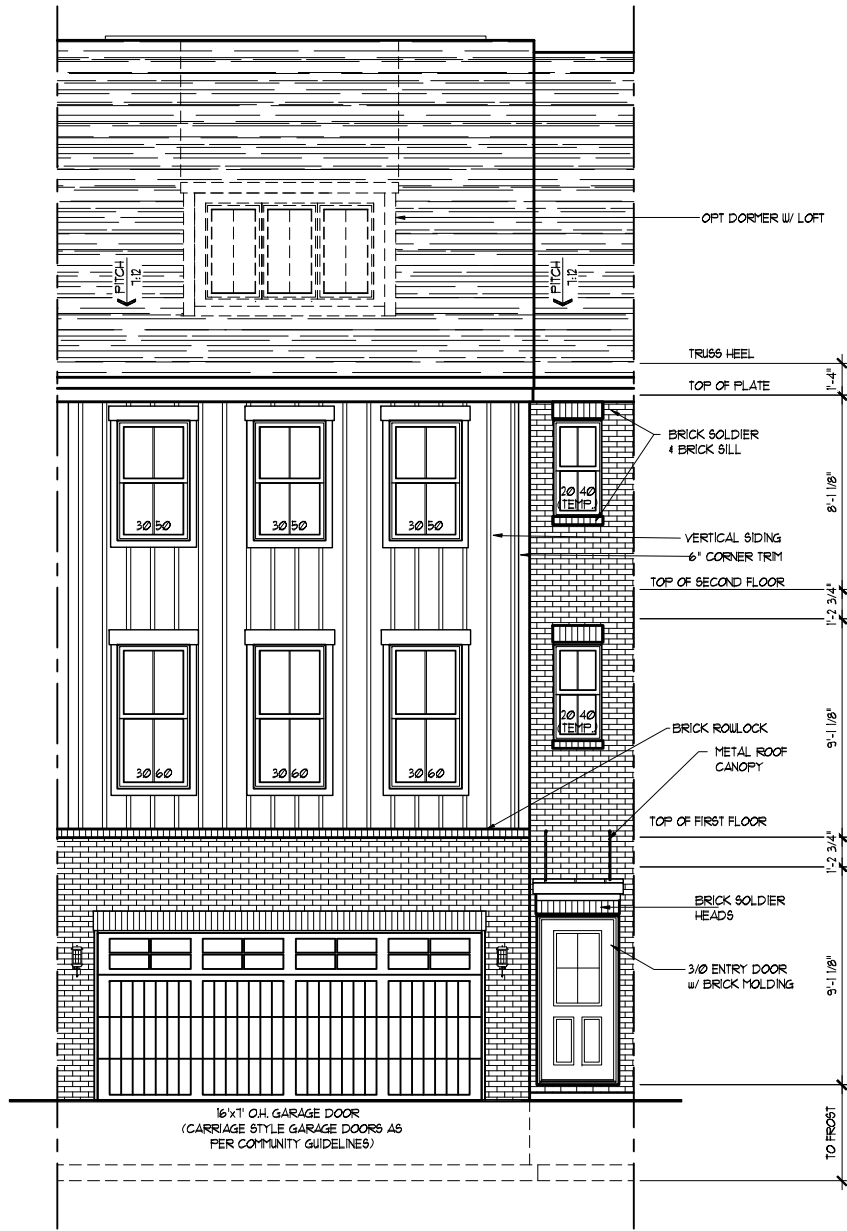 OPT DORMER W/ LOFT
PITCH
7:12
PITCH
7:12
TRUSS HEEL
1'-4"
TOP OF PLATE
BRICK SOLDIER
& BRICK SILL
8'-1 1/8"
20 40
(TEMP.)
30 50
30 50
30 50
VERTICAL SIDING
6" CORNER TRIM
TOP OF SECOND FLOOR
1'-2 3/4"
20 40
(TEMP.)
9'-1 1/8"
BRICK ROWLOCK
METAL ROOF
CANOPY
30 60
30 60
30 60
TOP OF FIRST FLOOR
1'-2 3/4"
BRICK SOLDIER
HEADS
3/0 ENTRY DOOR
w/ BRICK MOLDING
9'-1 1/8"
16'x7' O.H. GARAGE DOOR
(CARRIAGE STYLE GARAGE DOORS AS
PER COMMUNITY GUIDELINES)
TO FROST